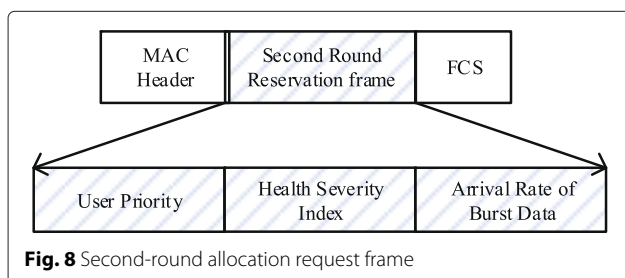 MAC
Header
Second Round
Reservation frame
FCS
User Priority
Health Severity
Index
Arrival Rate of
Burst Data
Fig. 8 Second-round allocation request frame